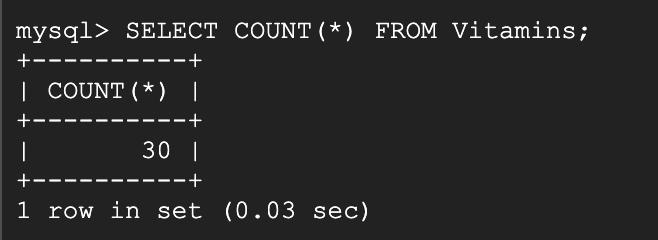 mysql> SELECT COUNT(*) FROM Vitamins;
+----------+
| COUNT(*) |
+----------+
|       30 |
+----------+
1 row in set (0.03 sec)